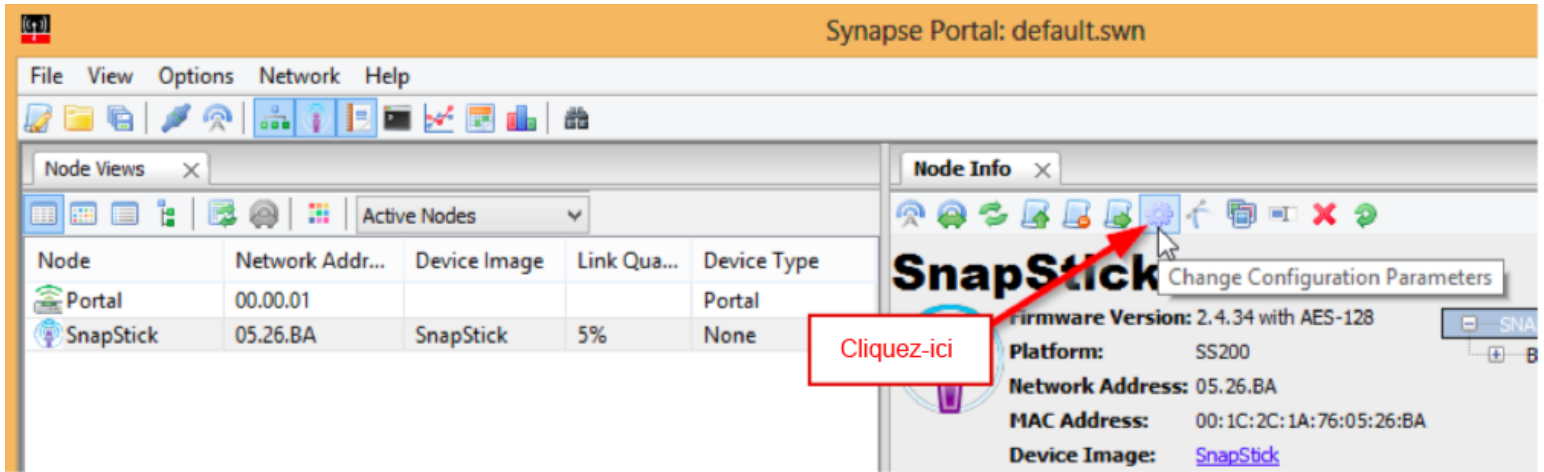 Synapse Portal: default.swn
File View Options Network Help
Node Views
Node Info
Active Nodes
Node Network Addr... Device Image Link Qua... Device Type
Portal 00.00.01 Portal
SnapStick 05.26.BA SnapStick 5% None
SnapStick
Change Configuration Parameters
Cliquez-ici
Firmware Version: 2.4.34 with AES-128
Platform: SS200
Network Address: 05.26.BA
MAC Address: 00:1C:2C:1A:76:05:26:BA
Device Image: SnapStick
SNA
B